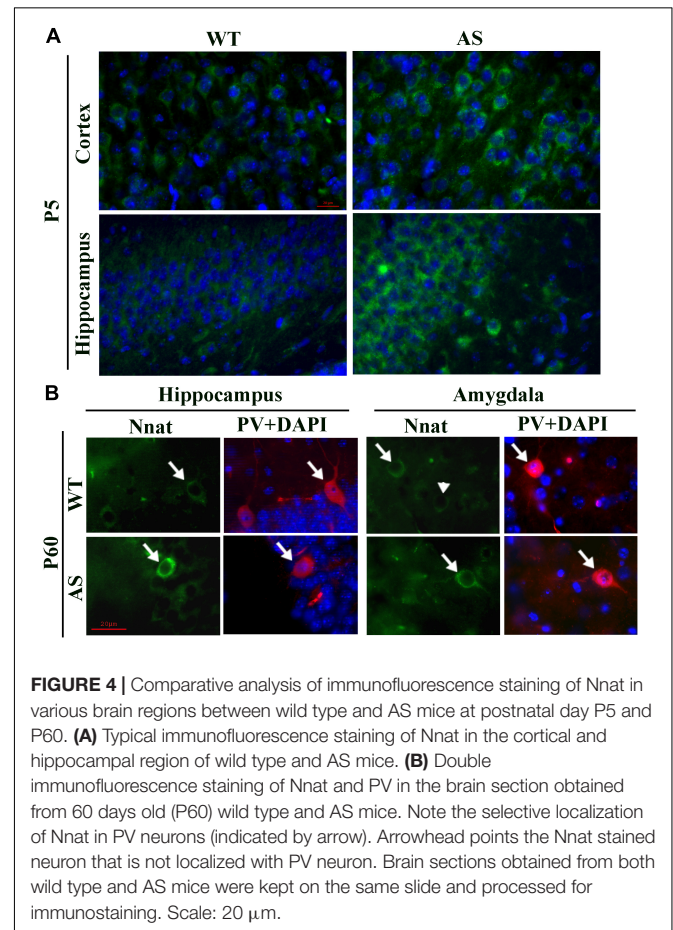 A
WT
AS
Cortex
P5
Hippocampus
B
Hippocampus
Amygdala
Nnat
PV+DAPI
Nnat
PV+DAPI
WT
P60
AS
20µm
FIGURE 4 | Comparative analysis of immunofluorescence staining of Nnat in
various brain regions between wild type and AS mice at postnatal day P5 and
P60. (A) Typical immunofluorescence staining of Nnat in the cortical and
hippocampal region of wild type and AS mice. (B) Double
immunofluorescence staining of Nnat and PV in the brain section obtained
from 60 days old (P60) wild type and AS mice. Note the selective localization
of Nnat in PV neurons (indicated by arrow). Arrowhead points the Nnat stained
neuron that is not localized with PV neuron. Brain sections obtained from both
wild type and AS mice were kept on the same slide and processed for
immunostaining. Scale: 20 µm.